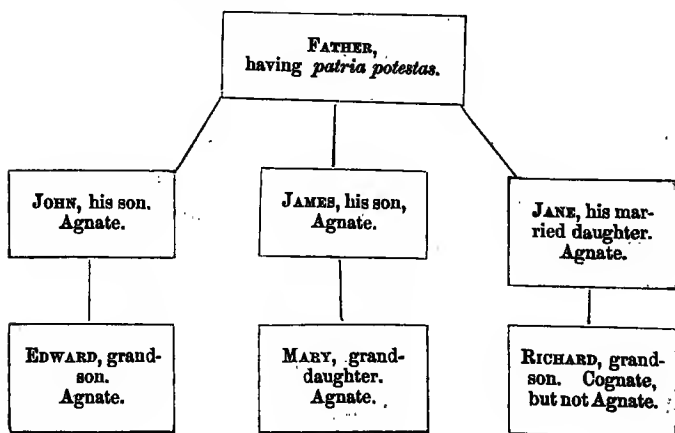 FATHER,
having patria potestas.
JOHN, his son.
Agnate.
JAMES, his son,
Agnate.
JANE, his mar-
ried daughter.
Agnate.
EDWARD, grand-
son.
Agnate.
MARY, grand-
daughter.
Agnate.
RICHARD, grand-
son. Cognate,
but not Agnate.